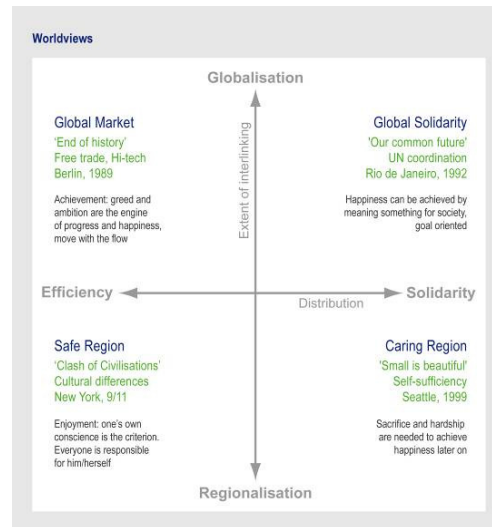 Worldviews
Globalisation
Global Market
'End of history'
Free trade, Hi-tech
Berlin, 1989
Achievement: greed and
ambition are the engine
of progress and happiness,
move with the flow
Extent of interlinking
Global Solidarity
'Our common future'
UN coordination
Rio de Janeiro, 1992
Happiness can be achieved by
meaning something for society,
goal oriented
Efficiency
Distribution
Solidarity
Safe Region
'Clash of Civilisations'
Cultural differences
New York, 9/11
Enjoyment: one's own
conscience is the criterion.
Everyone is responsible
for him/herself
Caring Region
'Small is beautiful'
Self-sufficiency
Seattle, 1999
Sacrifice and hardship
are needed to achieve
happiness later on
Regionalisation